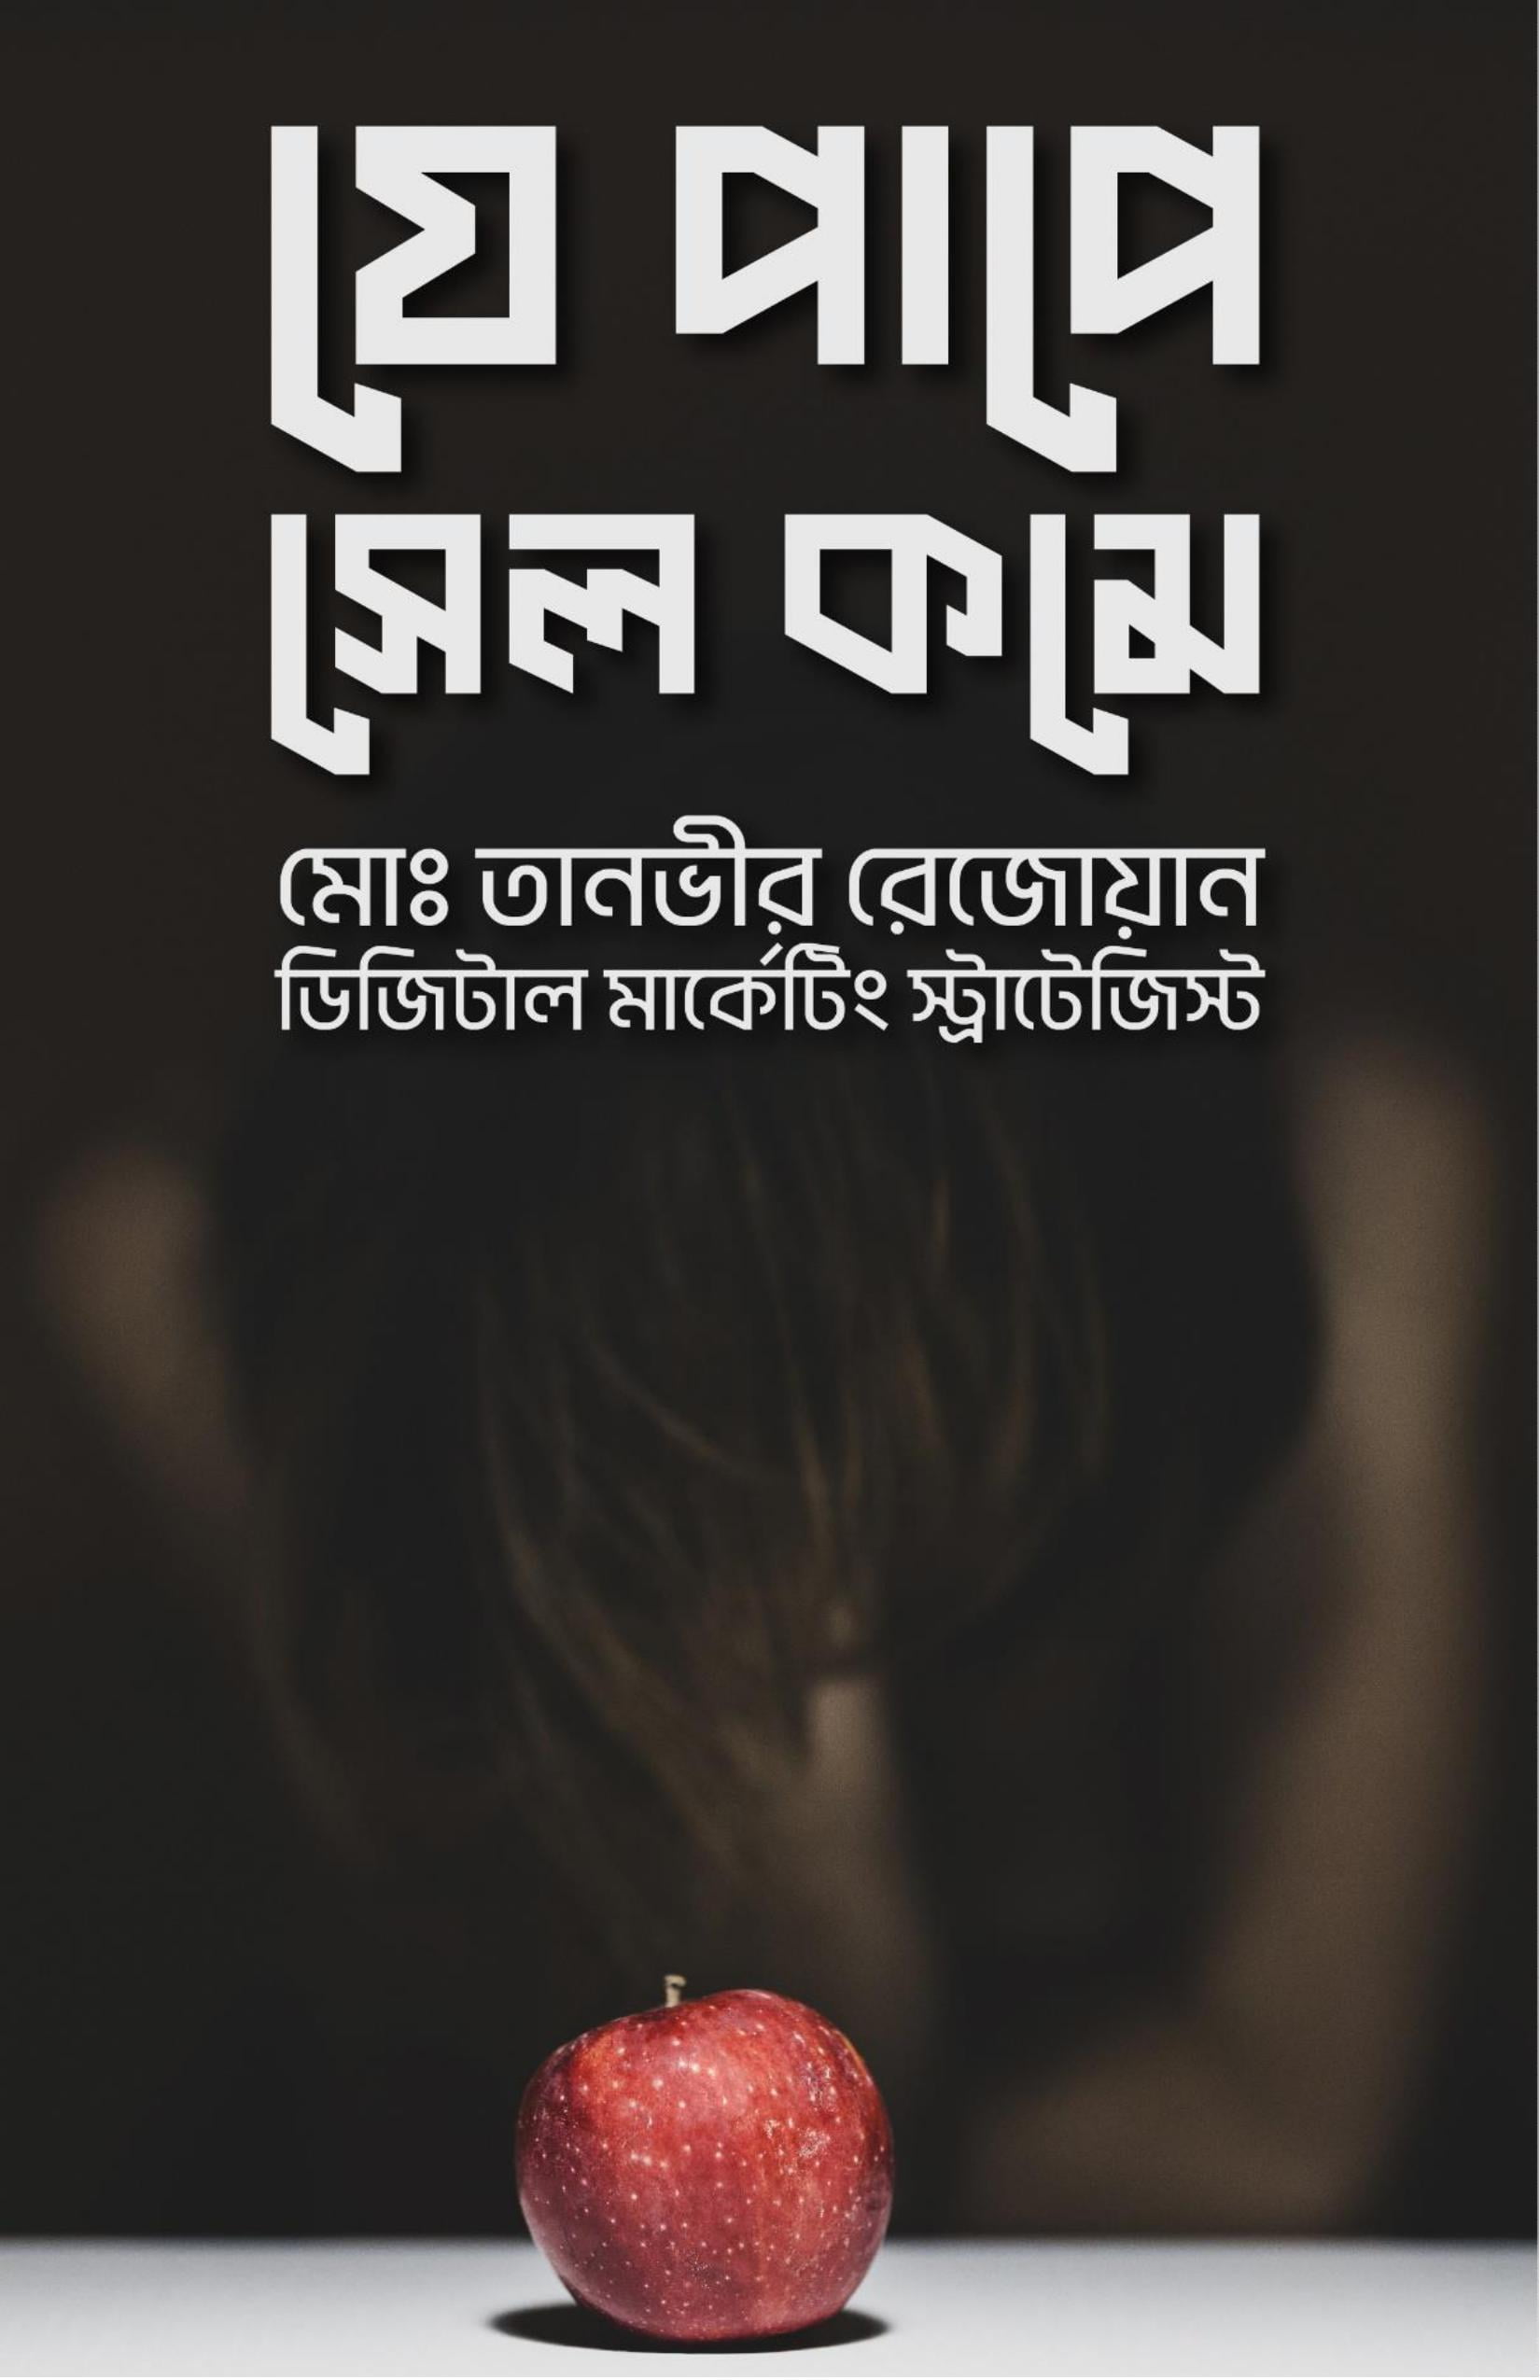 যে পাপে
সেল কমে
মোঃ তানভীর রেজোয়ান
ডিজিটাল মার্কেটিং স্ট্রাটেজিস্ট